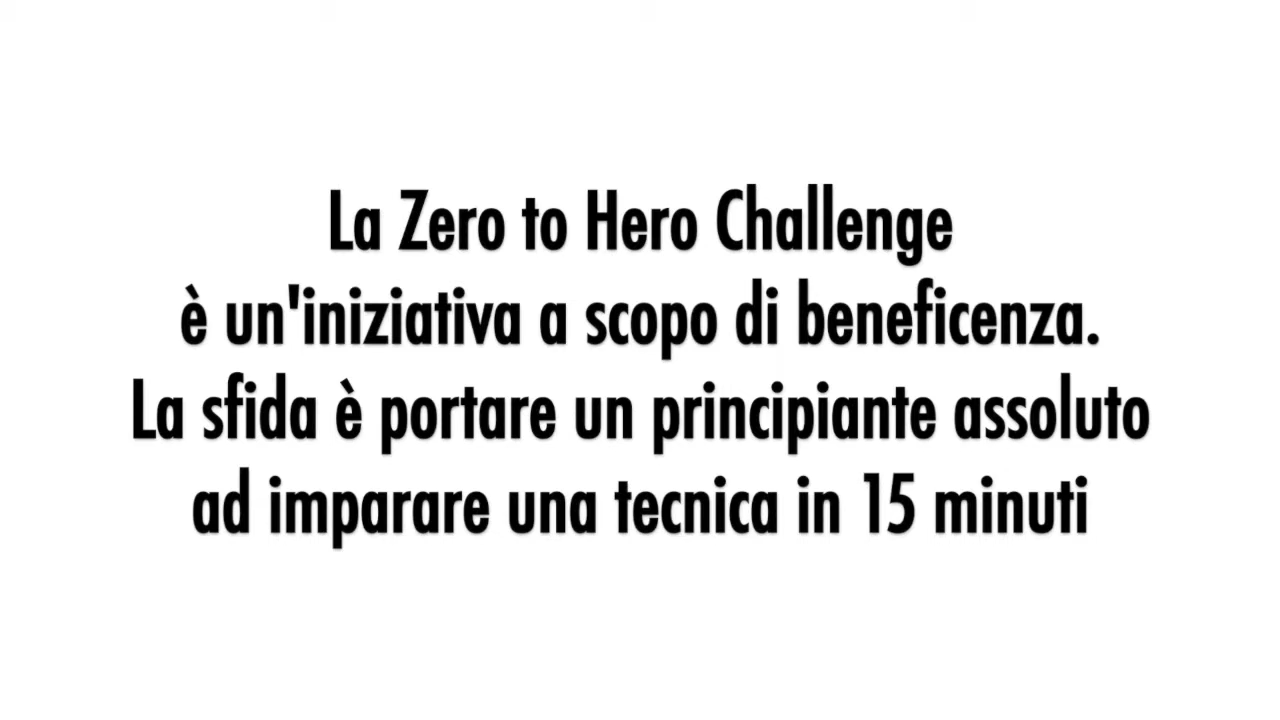 La Zero to Hero Challenge
è un'iniziativa a scopo di beneficenza.
La sfida è portare un principiante assoluto
ad imparare una tecnica in 15 minuti